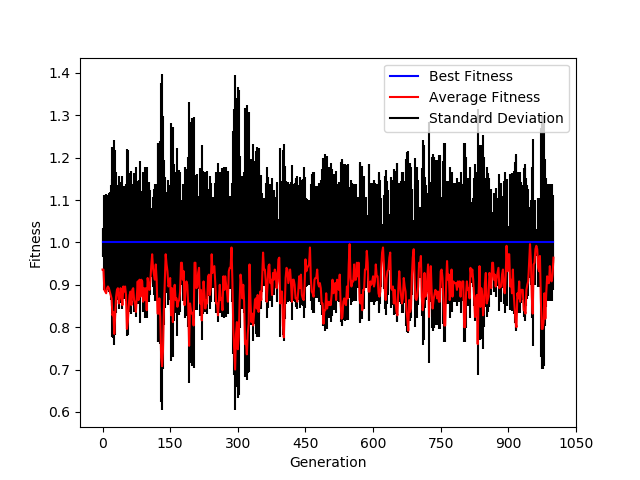 Best Fitness
Average Fitness
Standard Deviation
1.4
1.3
1.2
1.1
1.0
0.9
0.8
0.7
0.6
Fitness
0 150 300 450 600 750 900 1050
Generation